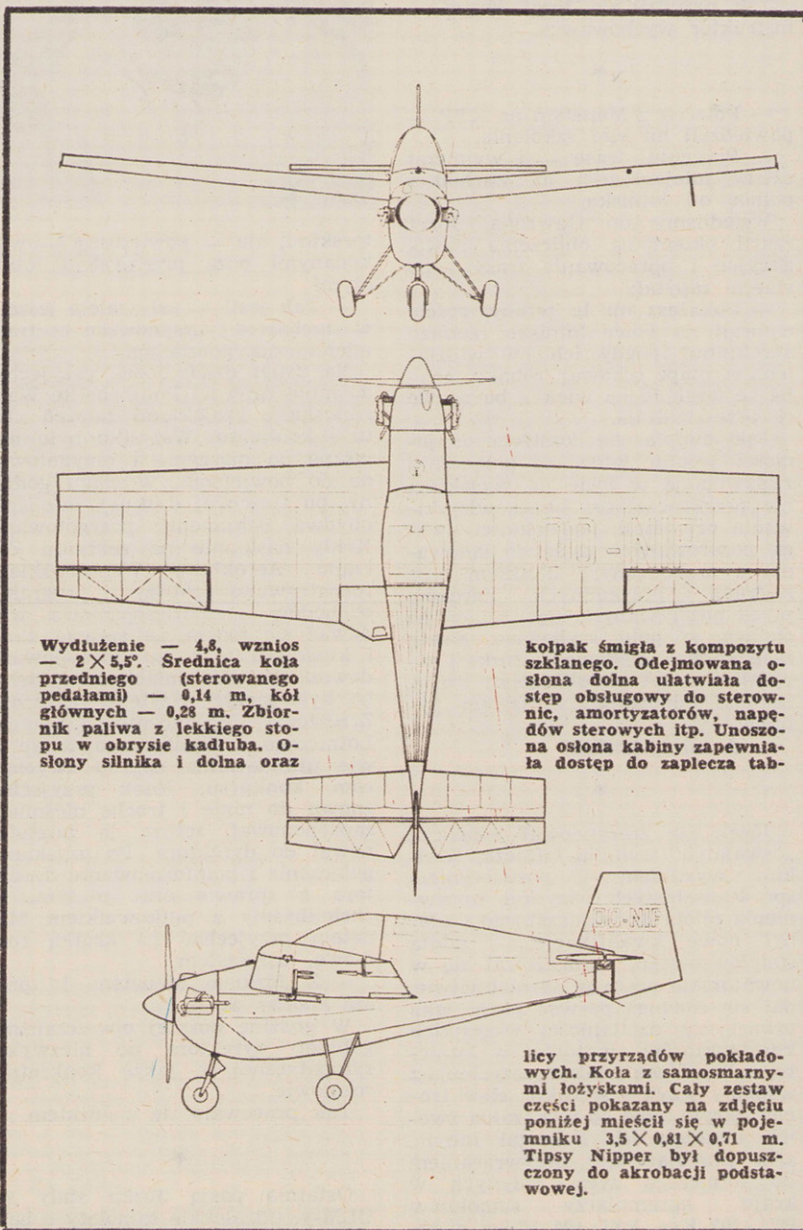 OO-NIP
Wydłużenie — 4,8, wznios
— 2 × 5,5°. Średnica koła
przedniego (sterowanego
pedałami) — 0,14 m, kół
głównych — 0,28 m. Zbior-
nik paliwa z lekkiego sto-
pu w obrysie kadłuba. O-
słony silnika i dolna oraz
kołpak śmigła z kompozytu
szklanego. Odejmowana o-
słona dolna ułatwiała do-
stęp obsługowy do sterow-
nic, amortyzatorów, napę-
dów sterowych itp. Unoszo-
na osłona kabiny zapewnia-
ła dostęp do zaplecza tab-
OO-NIP
licy przyrządów pokłado-
wych. Koła z samosmarny-
mi łożyskami. Cały zestaw
części pokazany na zdjęciu
poniżej mieścił się w poje-
mniku 3,5 × 0,81 × 0,71 m.
Tipsy Nipper był dopusz-
czony do akrobacji podsta-
wowej.